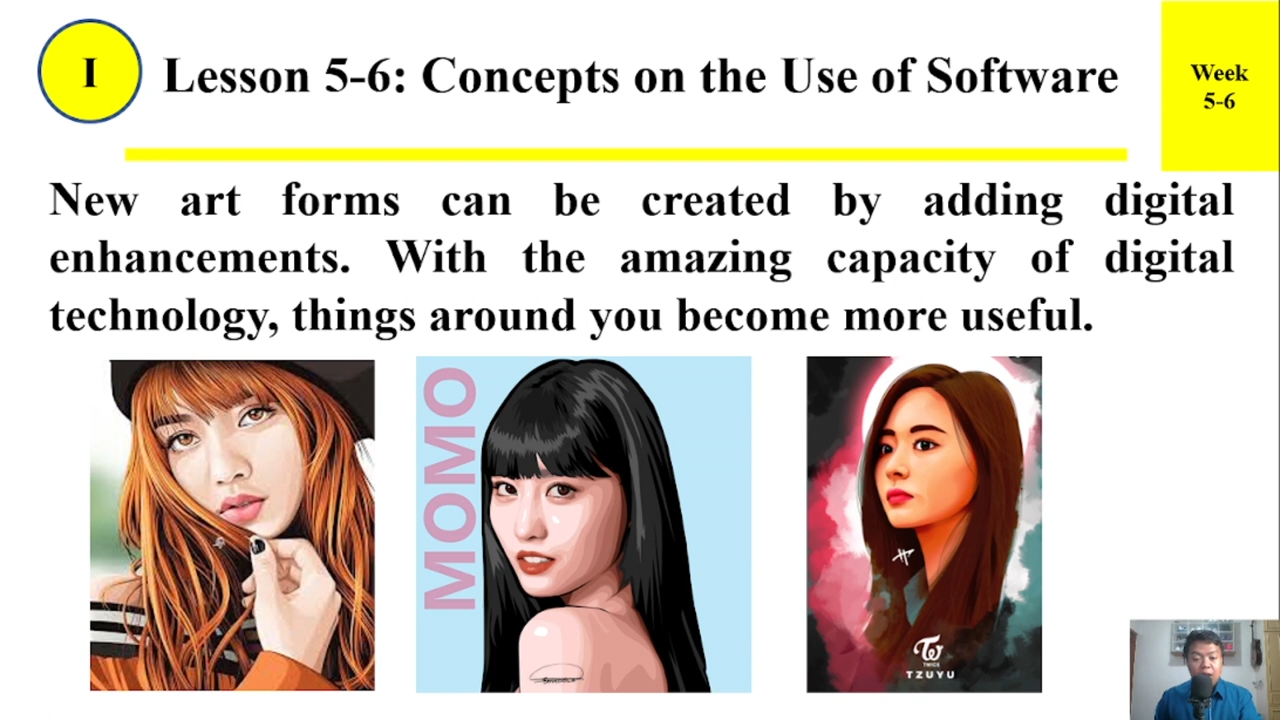 I
Lesson 5-6: Concepts on the Use of Software
Week
5-6
New art forms can be created by adding digital
enhancements. With the amazing capacity of digital
technology, things around you become more useful.
MOMO
TWICE
TZUYU